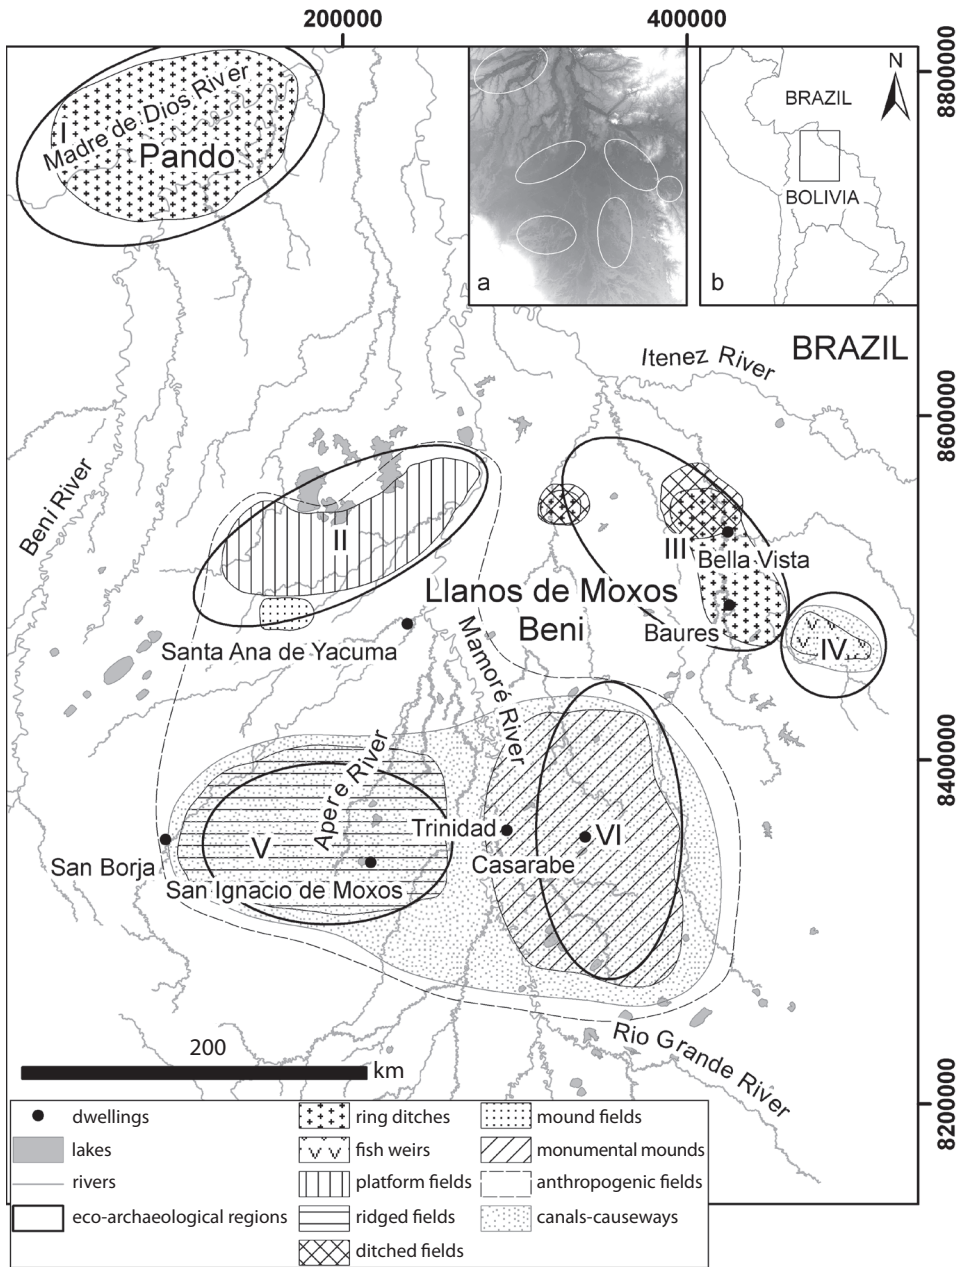 200000
400000
8800000
8600000
8400000
8200000
I
Madre de Dios River
Pando
a
N
BRAZIL
BOLIVIA
b
BRAZIL
Itenez River
Beni River
II
III
Bella Vista
Llanos de Moxos
Beni
Baures
IV
Santa Ana de Yacuma
Mamoré River
Apere River
V
Trinidad
VI
Casarabe
San Borja
San Ignacio de Moxos
Rio Grande River
200
km
dwellings
lakes
rivers
eco-archaeological regions
ring ditches
fish weirs
platform fields
ridged fields
ditched fields
mound fields
monumental mounds
anthropogenic fields
canals-causeways